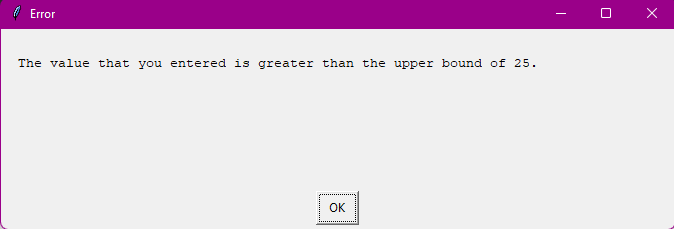 Error
The value that you entered is greater than the upper bound of 25.
OK